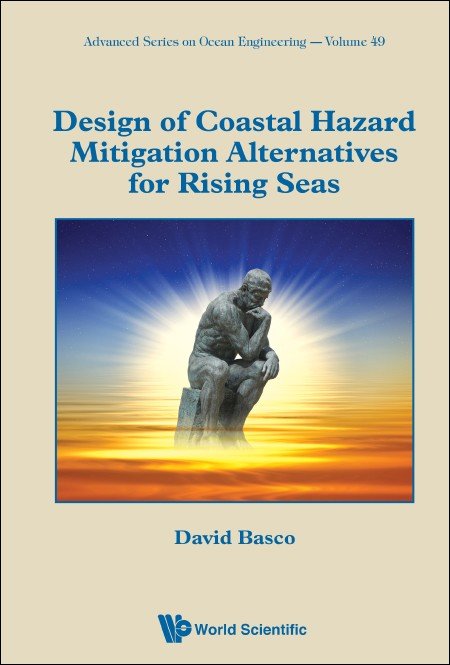 Advanced Series on Ocean Engineering — Volume 49
Design of Coastal Hazard
Mitigation Alternatives
for Rising Seas
David Basco
World Scientific